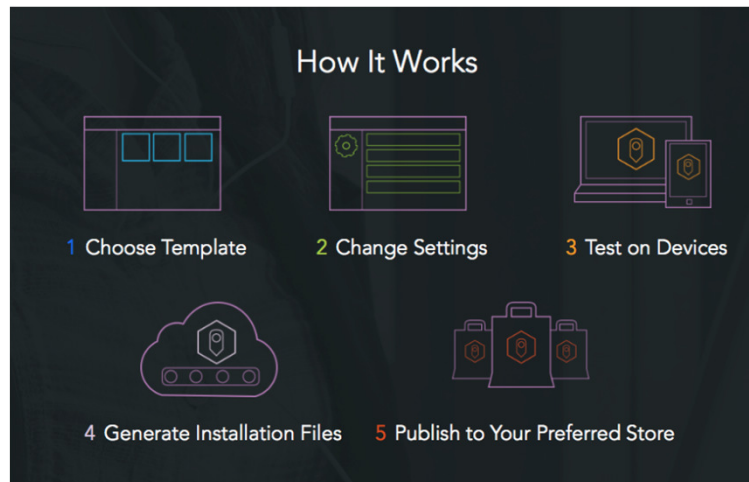 How It Works
1 Choose Template
2 Change Settings
3 Test on Devices
4 Generate Installation Files
5 Publish to Your Preferred Store